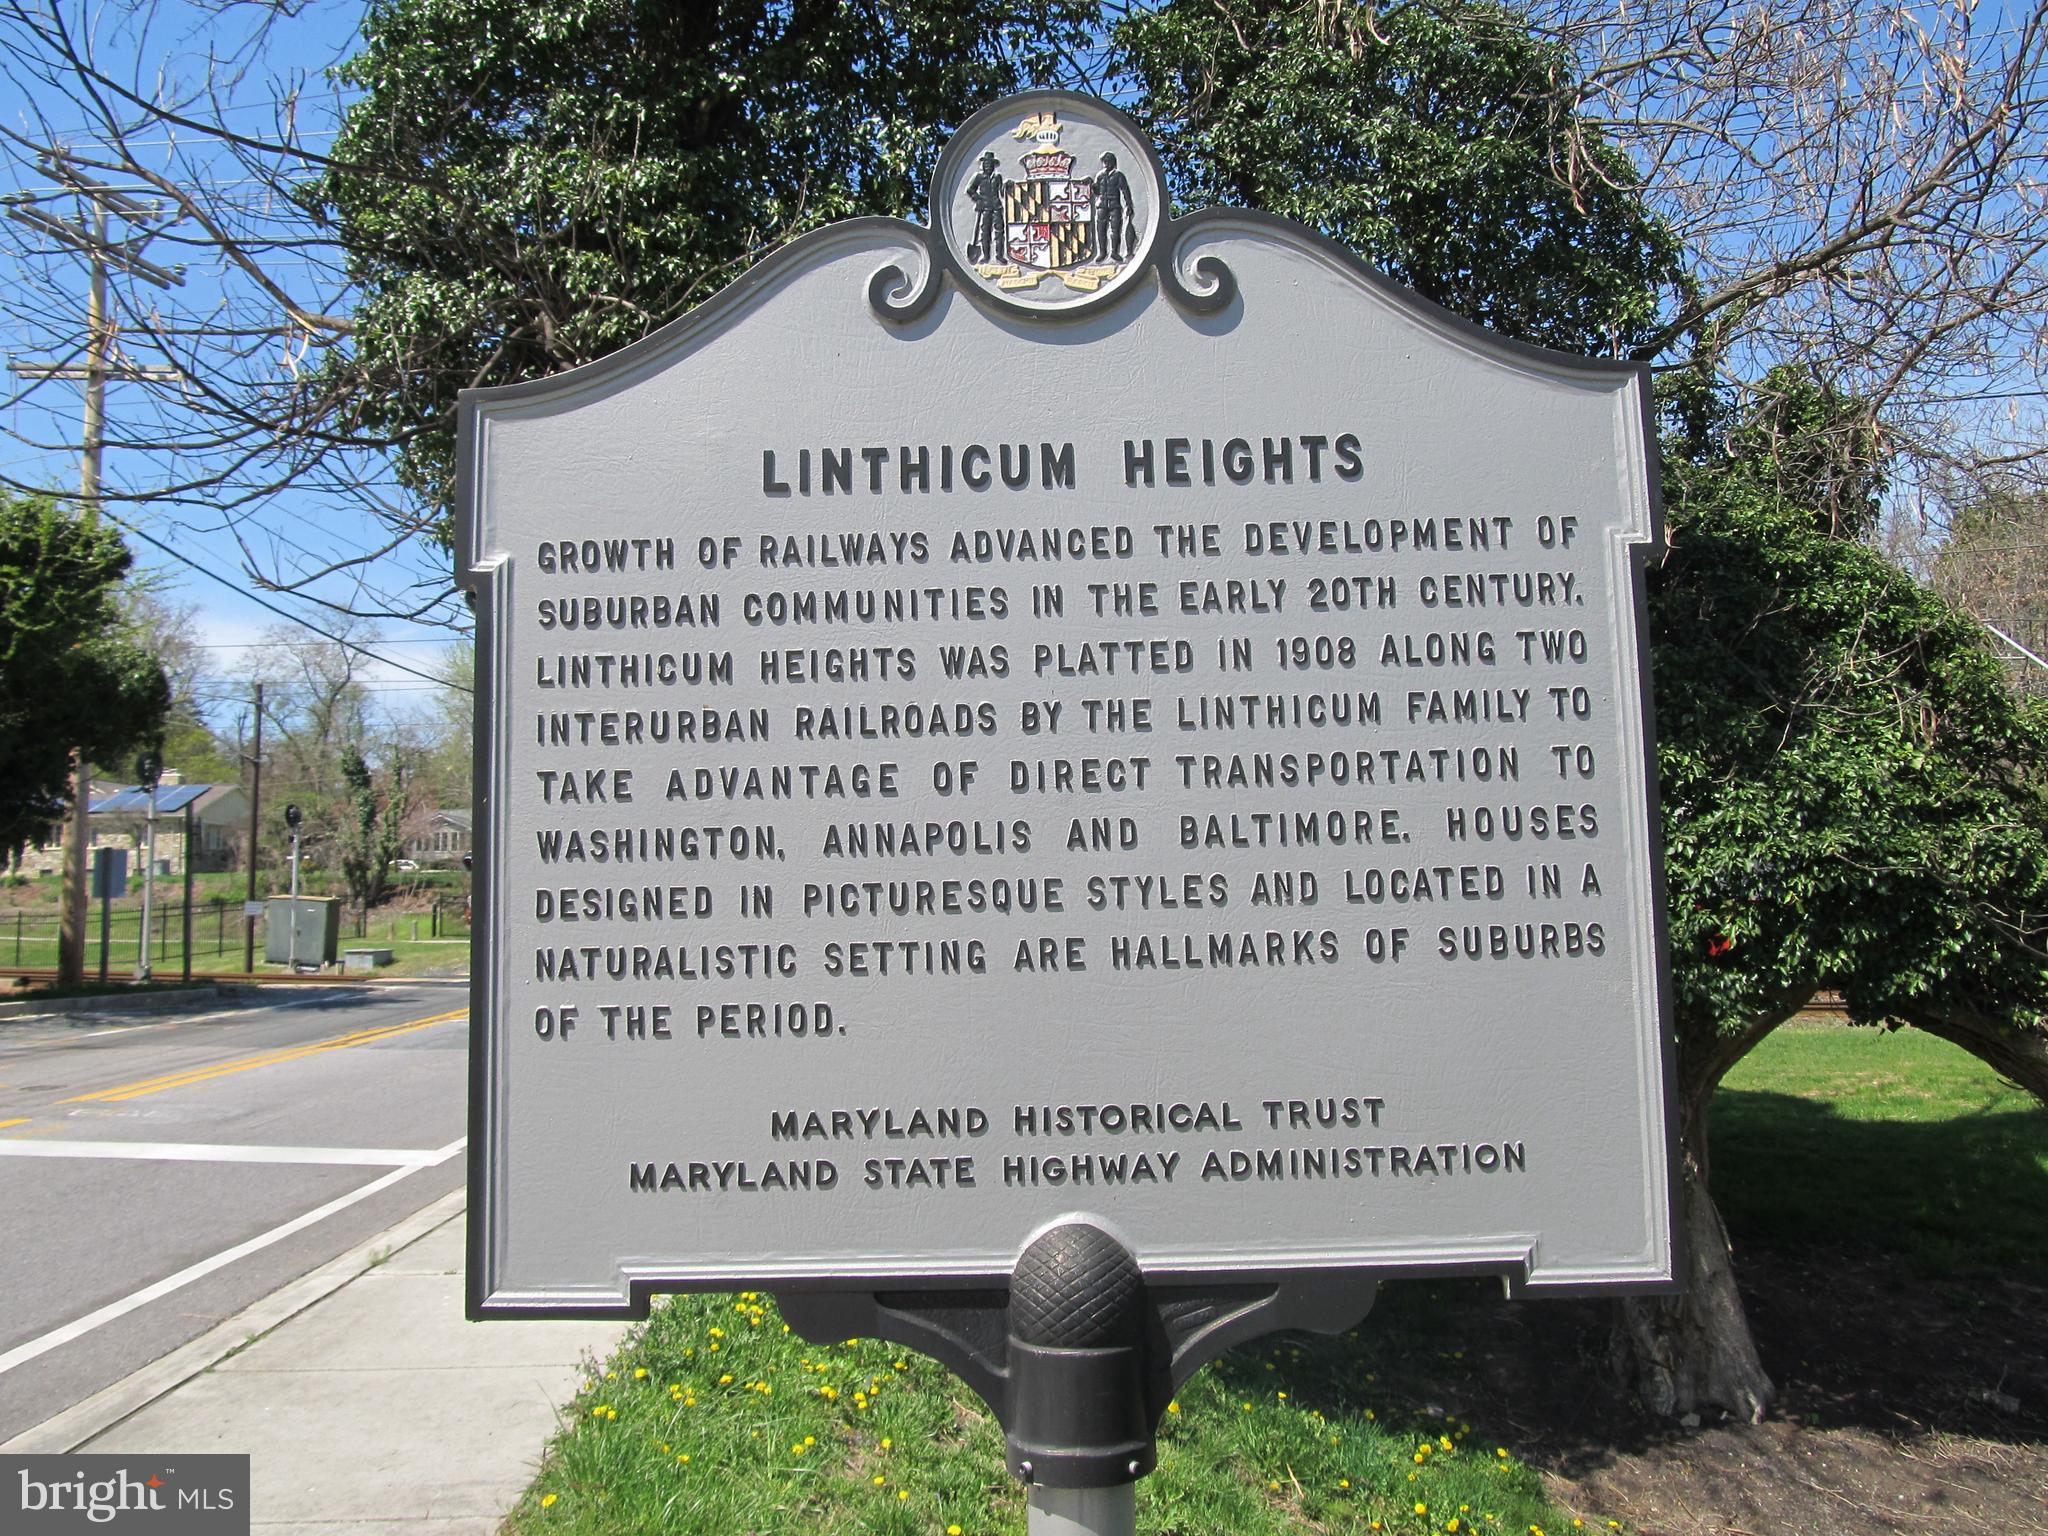 LINTHICUM HEIGHTS
GROWTH OF RAILWAYS ADVANCED THE DEVELOPMENT OF
SUBURBAN COMMUNITIES IN THE EARLY 20TH CENTURY.
LINTHICUM HEIGHTS WAS PLATTED IN 1908 ALONG TWO
INTERURBAN RAILROADS BY THE LINTHICUM FAMILY TO
TAKE ADVANTAGE OF DIRECT TRANSPORTATION TO
WASHINGTON, ANNAPOLIS AND BALTIMORE. HOUSES
DESIGNED IN PICTURESQUE STYLES AND LOCATED IN A
NATURALISTIC SETTING ARE HALLMARKS OF SUBURBS
OF THE PERIOD.
MARYLAND HISTORICAL TRUST
MARYLAND STATE HIGHWAY ADMINISTRATION
bright™ MLS